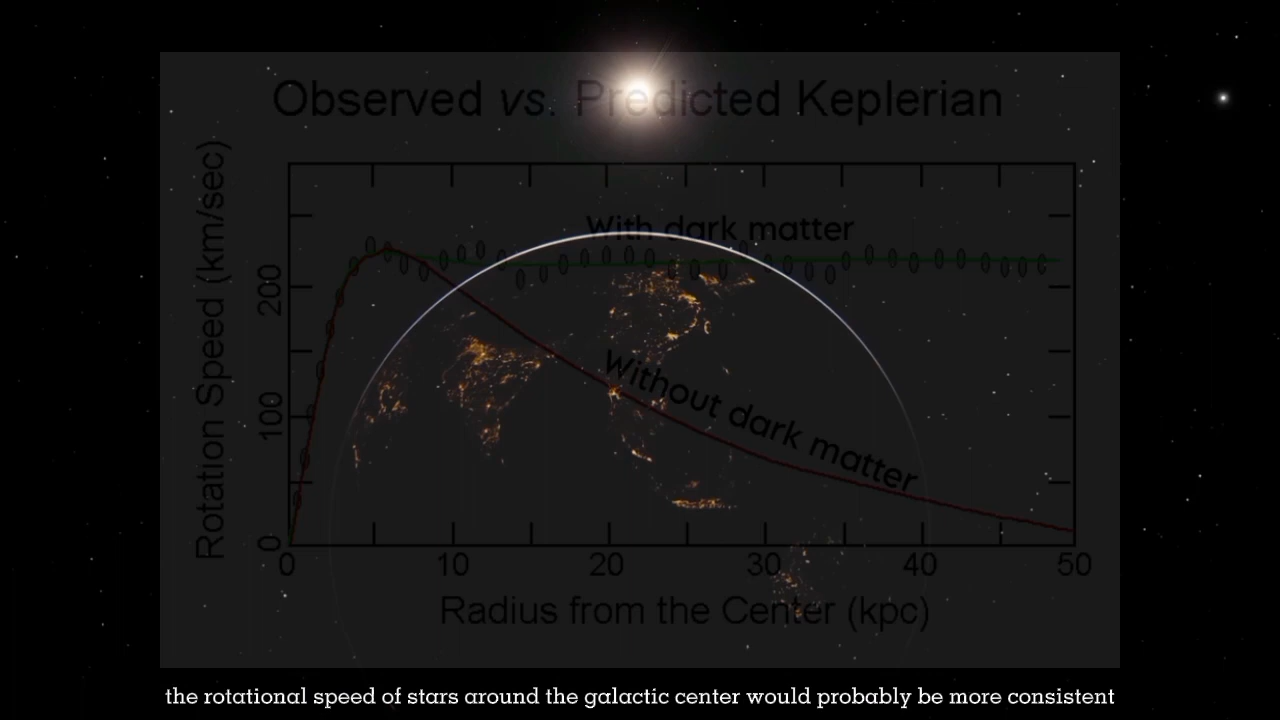 Observed vs. Predicted Keplerian
Rotation Speed (km/sec)
200
100
0
With dark matter
Without dark matter
0 10 20 30 40 50
Radius from the Center (kpc)
the rotational speed of stars around the galactic center would probably be more consistent